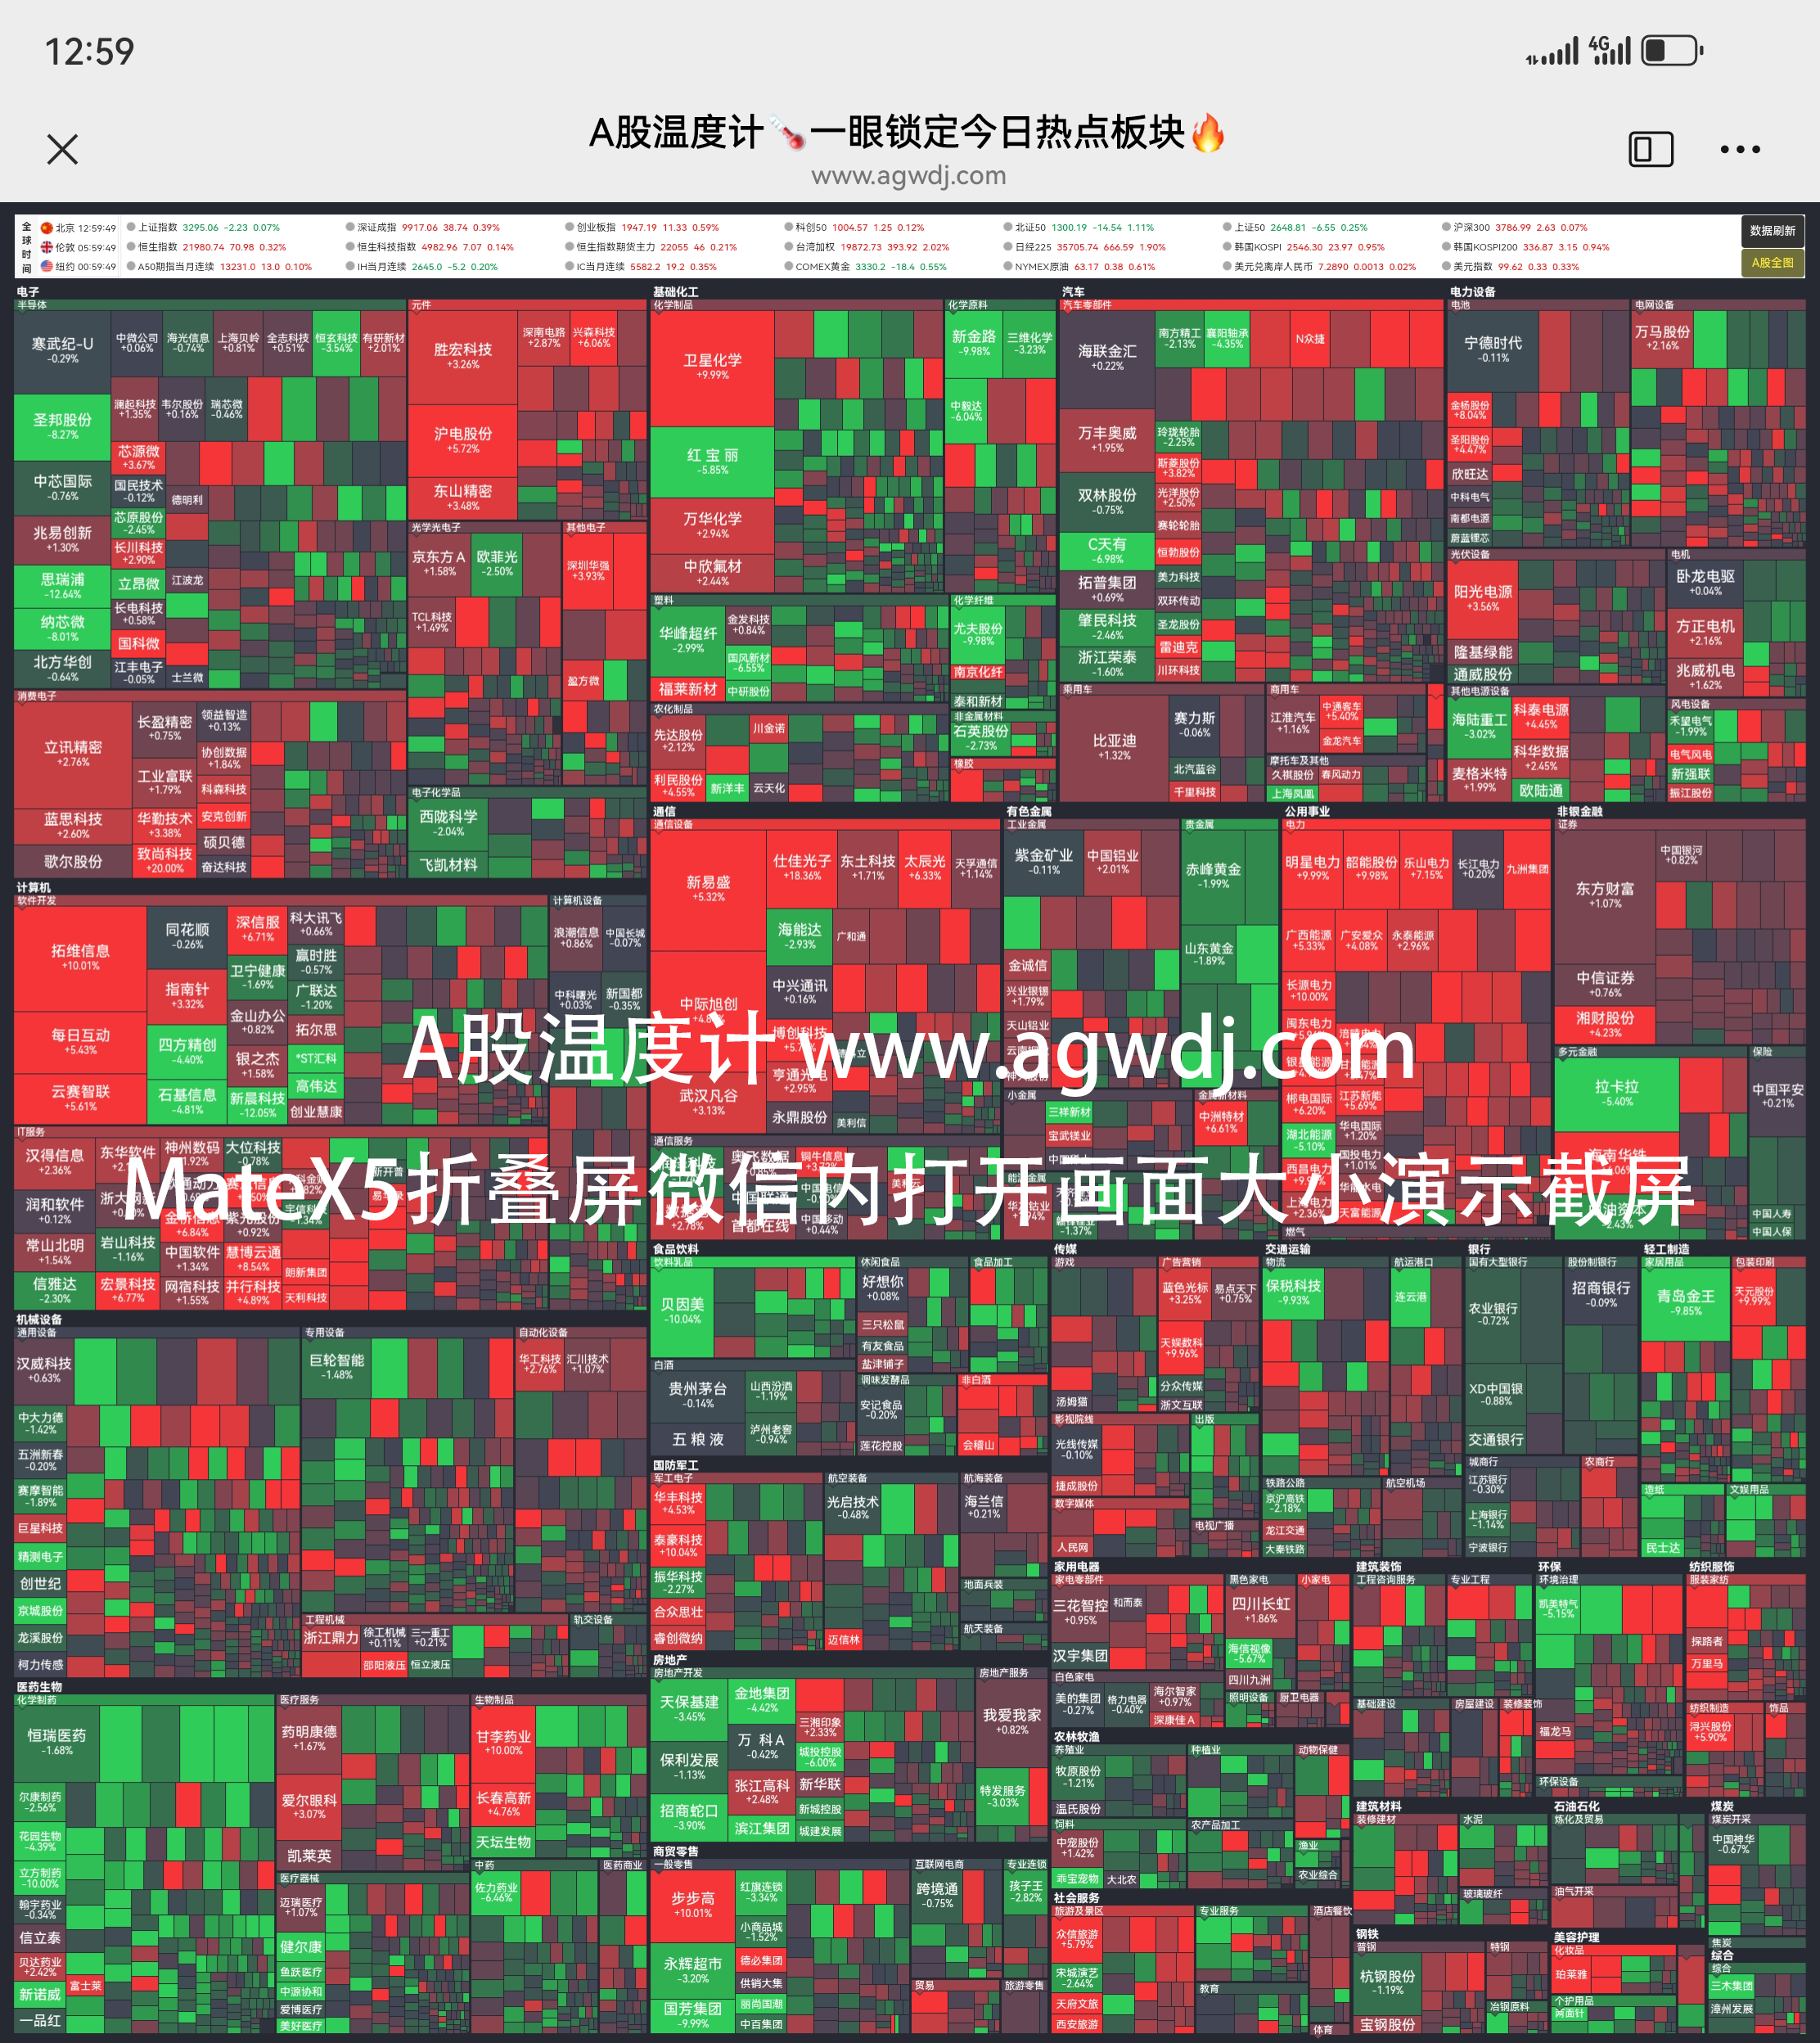 12:59
4G
A股温度计🌡️一眼锁定今日热点板块🔥
www.agwdj.com
全球时间
北京 12:59:49 上证指数 3295.06 -2.23 0.07% 深证成指 9917.06 38.74 0.39% 创业板指 1947.19 11.33 0.59% 科创50 1004.57 1.25 0.12% 北证50 1300.19 -14.54 1.11% 上证50 2648.81 -6.55 0.25% 沪深300 3786.99 2.63 0.07% 数据刷新
伦敦 05:59:49 恒生指数 21980.74 70.98 0.32% 恒生科技指数 4982.96 7.07 0.14% 恒生指数期货主力 22055 46 0.21% 台湾加权 19872.73 393.92 2.02% 日经225 35705.74 666.59 1.90% 韩国KOSPI 2546.30 23.97 0.95% 韩国KOSPI200 336.87 3.15 0.94%
纽约 00:59:49 A50期指当月连续 13231.0 13.0 0.10% IH当月连续 2645.0 -5.2 0.20% IC当月连续 5582.2 19.2 0.35% COMEX黄金 3330.2 -18.4 0.55% NYMEX原油 63.17 0.38 0.61% 美元兑离岸人民币 7.2890 0.0013 0.02% 美元指数 99.62 0.33 0.33% A股全图
电子
半导体
寒武纪-U
-0.29%
中微公司
+0.06%
海光信息
-0.74%
上海贝岭
+0.81%
全志科技
+0.51%
恒玄科技
-3.54%
有研新材
+2.01%
圣邦股份
-8.27%
澜起科技
+1.35%
韦尔股份
+0.16%
瑞芯微
-0.46%
中芯国际
-0.76%
芯源微
+3.67%
国民技术
-0.12%
德明利
兆易创新
+1.30%
芯原股份
-2.45%
长川科技
+2.90%
思瑞浦
-12.64%
立昂微
江波龙
纳芯微
-8.01%
长电科技
+0.58%
国科微
北方华创
-0.64%
江丰电子
-0.05%
士兰微
元件
胜宏科技
+3.26%
深南电路
+2.87%
兴森科技
+6.06%
沪电股份
+5.72%
东山精密
+3.48%
光学光电子
京东方A
+1.58%
欧菲光
-2.50%
TCL科技
+1.49%
其他电子
深圳华强
+3.93%
盈方微
消费电子
立讯精密
+2.76%
长盈精密
+0.75%
领益智造
+0.13%
协创数据
+1.84%
工业富联
+1.79%
科森科技
蓝思科技
+2.60%
华勤技术
+3.38%
安克创新
硕贝德
歌尔股份
致尚科技
+20.00%
奋达科技
电子化学品
西陇科学
-2.04%
飞凯材料
基础化工
化学制品
卫星化学
+9.99%
红宝丽
-5.85%
万华化学
+2.94%
中欣氟材
+2.44%
化学原料
新金路
-9.98%
三维化学
-3.23%
中毅达
-6.04%
塑料
华峰超纤
-2.99%
金发科技
+0.84%
国风新材
-6.55%
福莱新材
中研股份
化学纤维
尤夫股份
-9.98%
南京化纤
泰和新材
农化制品
先达股份
+2.12%
川金诺
利民股份
+4.55%
新洋丰
云天化
非金属材料
石英股份
-2.73%
橡胶
汽车
汽车零部件
海联金汇
+0.22%
南方精工
-2.13%
襄阳轴承
-4.35%
N众捷
万丰奥威
+1.95%
玲珑轮胎
-2.25%
斯菱股份
+3.82%
双林股份
-0.75%
光洋股份
+2.50%
赛轮轮胎
C天有
-6.98%
恒勃股份
拓普集团
+0.69%
美力科技
双环传动
肇民科技
-2.46%
圣龙股份
雷迪克
浙江荣泰
-1.60%
川环科技
乘用车
比亚迪
+1.32%
赛力斯
-0.06%
北汽蓝谷
千里科技
商用车
江淮汽车
+1.16%
中通客车
+5.40%
金龙汽车
摩托车及其他
久祺股份
春风动力
上海凤凰
电力设备
电池
宁德时代
-0.11%
金杨股份
+8.04%
圣阳股份
+4.47%
欣旺达
中科电气
南都电源
蔚蓝锂芯
电网设备
万马股份
+2.16%
光伏设备
阳光电源
+3.56%
隆基绿能
通威股份
电机
卧龙电驱
+0.04%
方正电机
+2.16%
兆威机电
+1.62%
其他电源设备
海陆重工
-3.02%
科泰电源
+4.45%
科华数据
+2.45%
麦格米特
+1.99%
欧陆通
风电设备
禾望电气
-1.99%
电气风电
新强联
振江股份
计算机
软件开发
拓维信息
+10.01%
同花顺
-0.26%
深信服
+6.71%
科大讯飞
+0.66%
赢时胜
-0.57%
指南针
+3.32%
卫宁健康
-1.69%
广联达
-1.20%
每日互动
+5.43%
四方精创
-4.40%
金山办公
+0.82%
拓尔思
银之杰
+1.58%
*ST汇科
云赛智联
+5.61%
石基信息
-4.81%
新晨科技
-12.05%
高伟达
创业慧康
计算机设备
浪潮信息
+0.86%
中国长城
-0.07%
中科曙光
+0.03%
新国都
-0.35%
A股温度计 www.agwdj.com
MateX5折叠屏微信内打开画面大小演示截屏
IT服务
汉得信息
+2.36%
东华软件
神州数码
大位科技
-0.78%
润和软件
+0.12%
+6.84%
+0.92%
常山北明
+1.54%
岩山科技
-1.16%
中国软件
+1.34%
慧博云通
+8.54%
朗新集团
信雅达
-2.30%
宏景科技
+6.77%
网宿科技
+1.55%
并行科技
+4.89%
天利科技
通信
通信设备
新易盛
+5.32%
仕佳光子
+18.36%
东土科技
+1.71%
太辰光
+6.33%
天孚通信
+1.14%
海能达
-2.93%
广和通
中际旭创
中兴通讯
+0.16%
博创科技
亨通光电
+2.95%
武汉凡谷
+3.13%
永鼎股份
美利信
通信服务
奥飞数据
铜牛信息
+2.78%
首都在线
中国移动
+0.44%
有色金属
工业金属
紫金矿业
-0.11%
中国铝业
+2.01%
金诚信
兴业银锡
+1.79%
天山铝业
贵金属
赤峰黄金
-1.99%
山东黄金
-1.89%
小金属
三祥新材
宝武镁业
金属新材料
中洲特材
+6.61%
能源金属
-1.37%
公用事业
电力
明星电力
+9.99%
韶能股份
+9.98%
乐山电力
+7.15%
长江电力
+0.20%
九洲集团
广西能源
+5.33%
广安爱众
+4.08%
永泰能源
+2.96%
长源电力
+10.00%
闽东电力
郴电国际
+6.20%
江苏新能
+5.69%
湖北能源
-5.10%
华电国际
+1.20%
国投电力
+1.01%
西昌电力
上海电力
+2.36%
天富能源
燃气
非银金融
证券
东方财富
+1.07%
中国银河
+0.82%
中信证券
+0.76%
湘财股份
+4.23%
多元金融
拉卡拉
-5.40%
海南华铁
保险
中国平安
+0.21%
中国人寿
中国人保
机械设备
通用设备
汉威科技
+0.63%
中大力德
-1.42%
五洲新春
-0.20%
赛摩智能
-1.89%
巨星科技
精测电子
创世纪
京城股份
龙溪股份
柯力传感
专用设备
巨轮智能
-1.48%
自动化设备
华工科技
+2.76%
汇川技术
+1.07%
工程机械
浙江鼎力
徐工机械
+0.11%
三一重工
+0.21%
邵阳液压
恒立液压
轨交设备
食品饮料
饮料乳品
贝因美
-10.04%
休闲食品
好想你
+0.08%
三只松鼠
有友食品
盐津铺子
食品加工
白酒
贵州茅台
-0.14%
山西汾酒
-1.19%
五粮液
泸州老窖
-0.94%
调味发酵品
安记食品
-0.20%
莲花控股
非白酒
会稽山
国防军工
军工电子
华丰科技
+4.53%
泰豪科技
+10.04%
振华科技
-2.27%
合众思壮
睿创微纳
航空装备
光启技术
-0.48%
迈信林
航海装备
海兰信
+0.21%
地面兵装
航天装备
传媒
游戏
汤姆猫
广告营销
蓝色光标
+3.25%
易点天下
+0.75%
天娱数科
+9.96%
分众传媒
浙文互联
影视院线
光线传媒
-0.10%
捷成股份
出版
数字媒体
人民网
电视广播
交通运输
物流
保税科技
-9.93%
航运港口
连云港
铁路公路
京沪高铁
-2.18%
龙江交通
大秦铁路
航空机场
银行
国有大型银行
农业银行
-0.72%
XD中国银
-0.88%
交通银行
股份制银行
招商银行
-0.09%
城商行
江苏银行
-0.30%
上海银行
-1.14%
宁波银行
农商行
轻工制造
家居用品
青岛金王
-9.85%
包装印刷
天元股份
+9.99%
造纸
民士达
文娱用品
家用电器
家电零部件
三花智控
+0.95%
和而泰
汉宇集团
黑色家电
四川长虹
+1.86%
海信视像
-5.67%
四川九洲
小家电
白色家电
美的集团
-0.27%
格力电器
-0.40%
海尔智家
+0.97%
深康佳A
照明设备
厨卫电器
建筑装饰
工程咨询服务
专业工程
基础建设
房屋建设
装修装饰
环保
环境治理
凯美特气
-5.15%
福龙马
环保设备
纺织服饰
服装家纺
探路者
万里马
纺织制造
浔兴股份
+5.90%
饰品
医药生物
化学制药
恒瑞医药
-1.68%
尔康制药
-2.56%
花园生物
-4.39%
立方制药
-10.00%
翰宇药业
-0.34%
信立泰
贝达药业
+2.42%
富士莱
新诺威
一品红
医疗服务
药明康德
+1.67%
爱尔眼科
+3.07%
凯莱英
生物制品
甘李药业
+10.00%
长春高新
+4.76%
天坛生物
医疗器械
迈瑞医疗
+1.07%
健尔康
鱼跃医疗
中源协和
爱博医疗
美好医疗
中药
佐力药业
-6.46%
医药商业
房地产
房地产开发
天保基建
-3.45%
金地集团
-4.42%
三湘印象
+2.33%
保利发展
-1.13%
万科A
-0.42%
城投控股
-6.00%
张江高科
+2.48%
新华联
招商蛇口
-3.90%
新城控股
滨江集团
城建发展
房地产服务
我爱我家
+0.82%
特发服务
-3.03%
商贸零售
一般零售
步步高
+10.01%
红旗连锁
-3.34%
小商品城
-1.52%
永辉超市
-3.20%
德必集团
供销大集
国芳集团
-9.99%
丽尚国潮
中百集团
互联网电商
跨境通
-0.75%
专业连锁
孩子王
-2.82%
贸易
旅游零售
农林牧渔
养殖业
牧原股份
-1.21%
温氏股份
种植业
动物保健
饲料
中宠股份
+1.42%
乖宝宠物
大北农
农产品加工
渔业
农业综合
社会服务
旅游及景区
众信旅游
+5.79%
宋城演艺
-2.64%
天府文旅
西安旅游
专业服务
酒店餐饮
教育
体育
建筑材料
装修建材
水泥
玻璃玻纤
石油石化
炼化及贸易
油气开采
煤炭
煤炭开采
中国神华
-0.67%
焦炭
钢铁
普钢
杭钢股份
-1.19%
宝钢股份
特钢
冶钢原料
美容护理
化妆品
珀莱雅
个护用品
两面针
综合
综合
三木集团
漳州发展